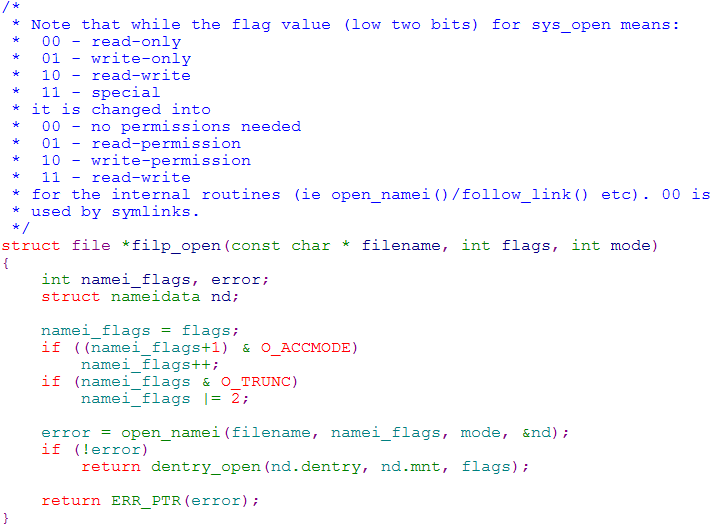 /*
 * Note that while the flag value (low two bits) for sys_open means:
 *  00 - read-only
 *  01 - write-only
 *  10 - read-write
 *  11 - special
 * it is changed into
 *  00 - no permissions needed
 *  01 - read-permission
 *  10 - write-permission
 *  11 - read-write
 * for the internal routines (ie open_namei()/follow_link() etc). 00 is
 * used by symlinks.
 */
struct file *filp_open(const char * filename, int flags, int mode)
{
    int namei_flags, error;
    struct nameidata nd;

    namei_flags = flags;
    if ((namei_flags+1) & O_ACCMODE)
        namei_flags++;
    if (namei_flags & O_TRUNC)
        namei_flags |= 2;

    error = open_namei(filename, namei_flags, mode, &nd);
    if (!error)
        return dentry_open(nd.dentry, nd.mnt, flags);

    return ERR_PTR(error);
}